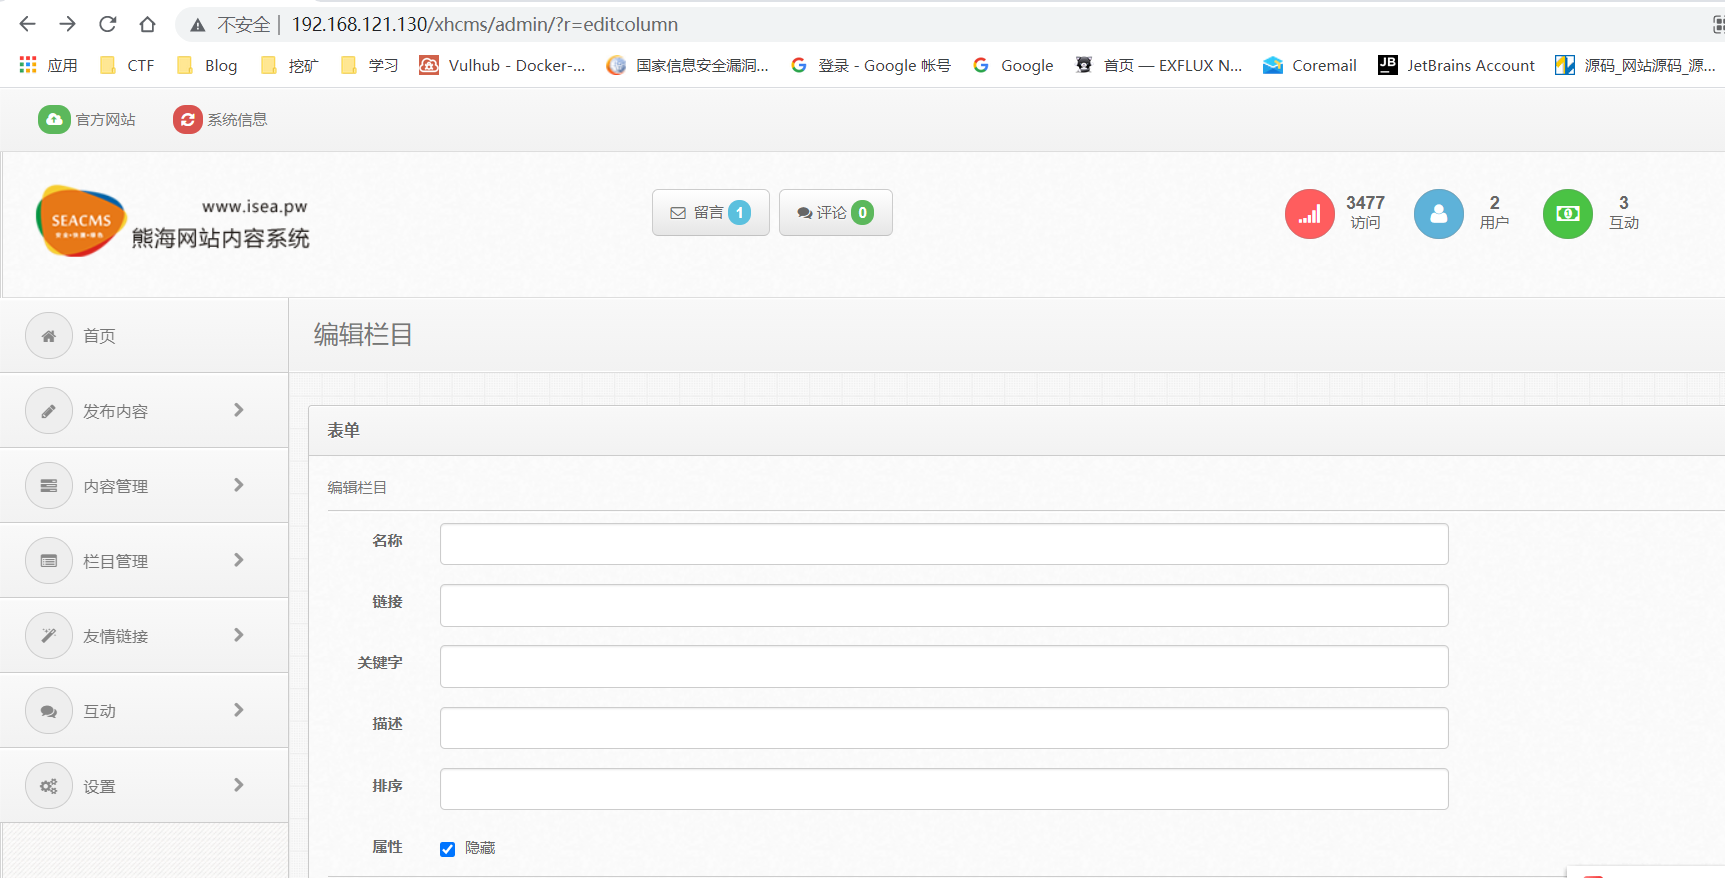 不安全 | 192.168.121.130/xhcms/admin/?r=editcolumn
应用 CTF Blog 挖矿 学习 Vulhub - Docker-... 国家信息安全漏洞... 登录 - Google 帐号 Google 首页 — EXFLUX N... Coremail JetBrains Account 源码_网站源码_源...
官方网站 系统信息
SEACMS
www.isea.pw
熊海网站内容系统
留言 1 评论 0
3477 访问
2 用户
3 互动
首页
发布内容
内容管理
栏目管理
友情链接
互动
设置
编辑栏目
表单
编辑栏目
名称
链接
关键字
描述
排序
属性 隐藏